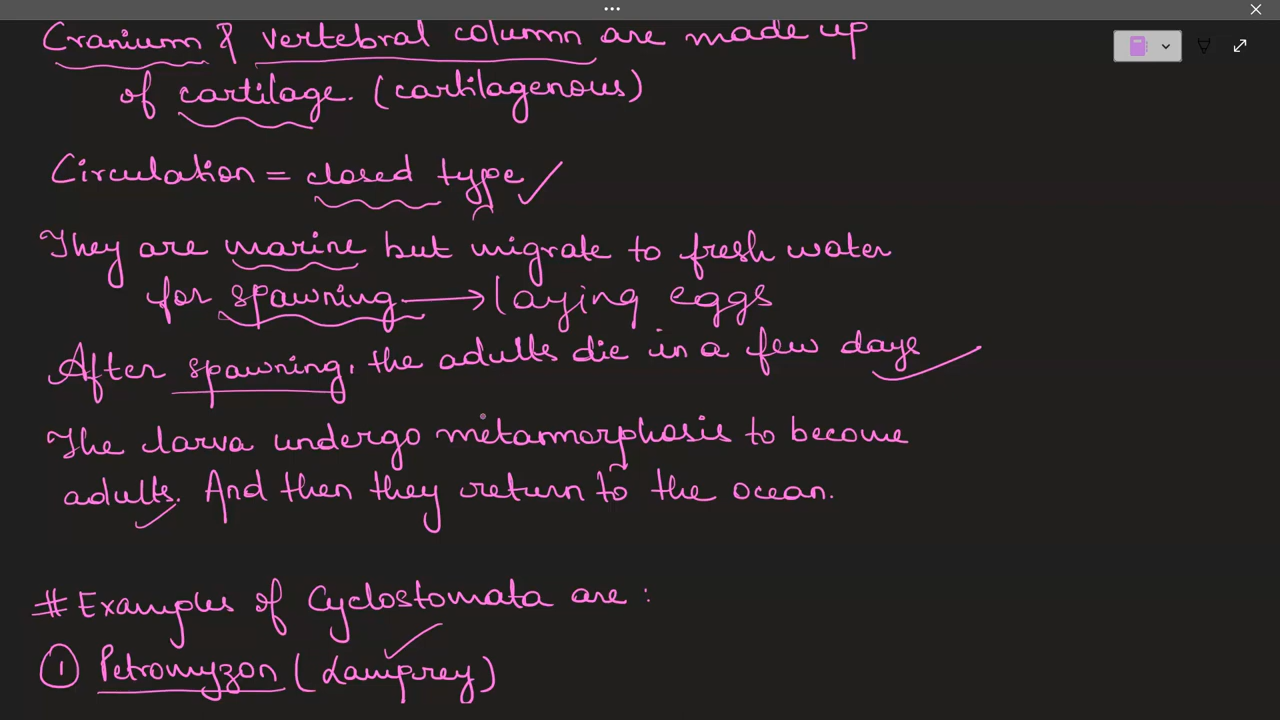 Cranium & vertebral column are made up
of cartilage. (cartilagenous)
Circulation = closed type ✓
They are marine but migrate to fresh water
for spawning → laying eggs
After spawning, the adults die in a few days
The larva undergo metamorphosis to become
adults. And then they return to the ocean.
# Examples of Cyclostomata are :
① Petromyzon (Lamprey)